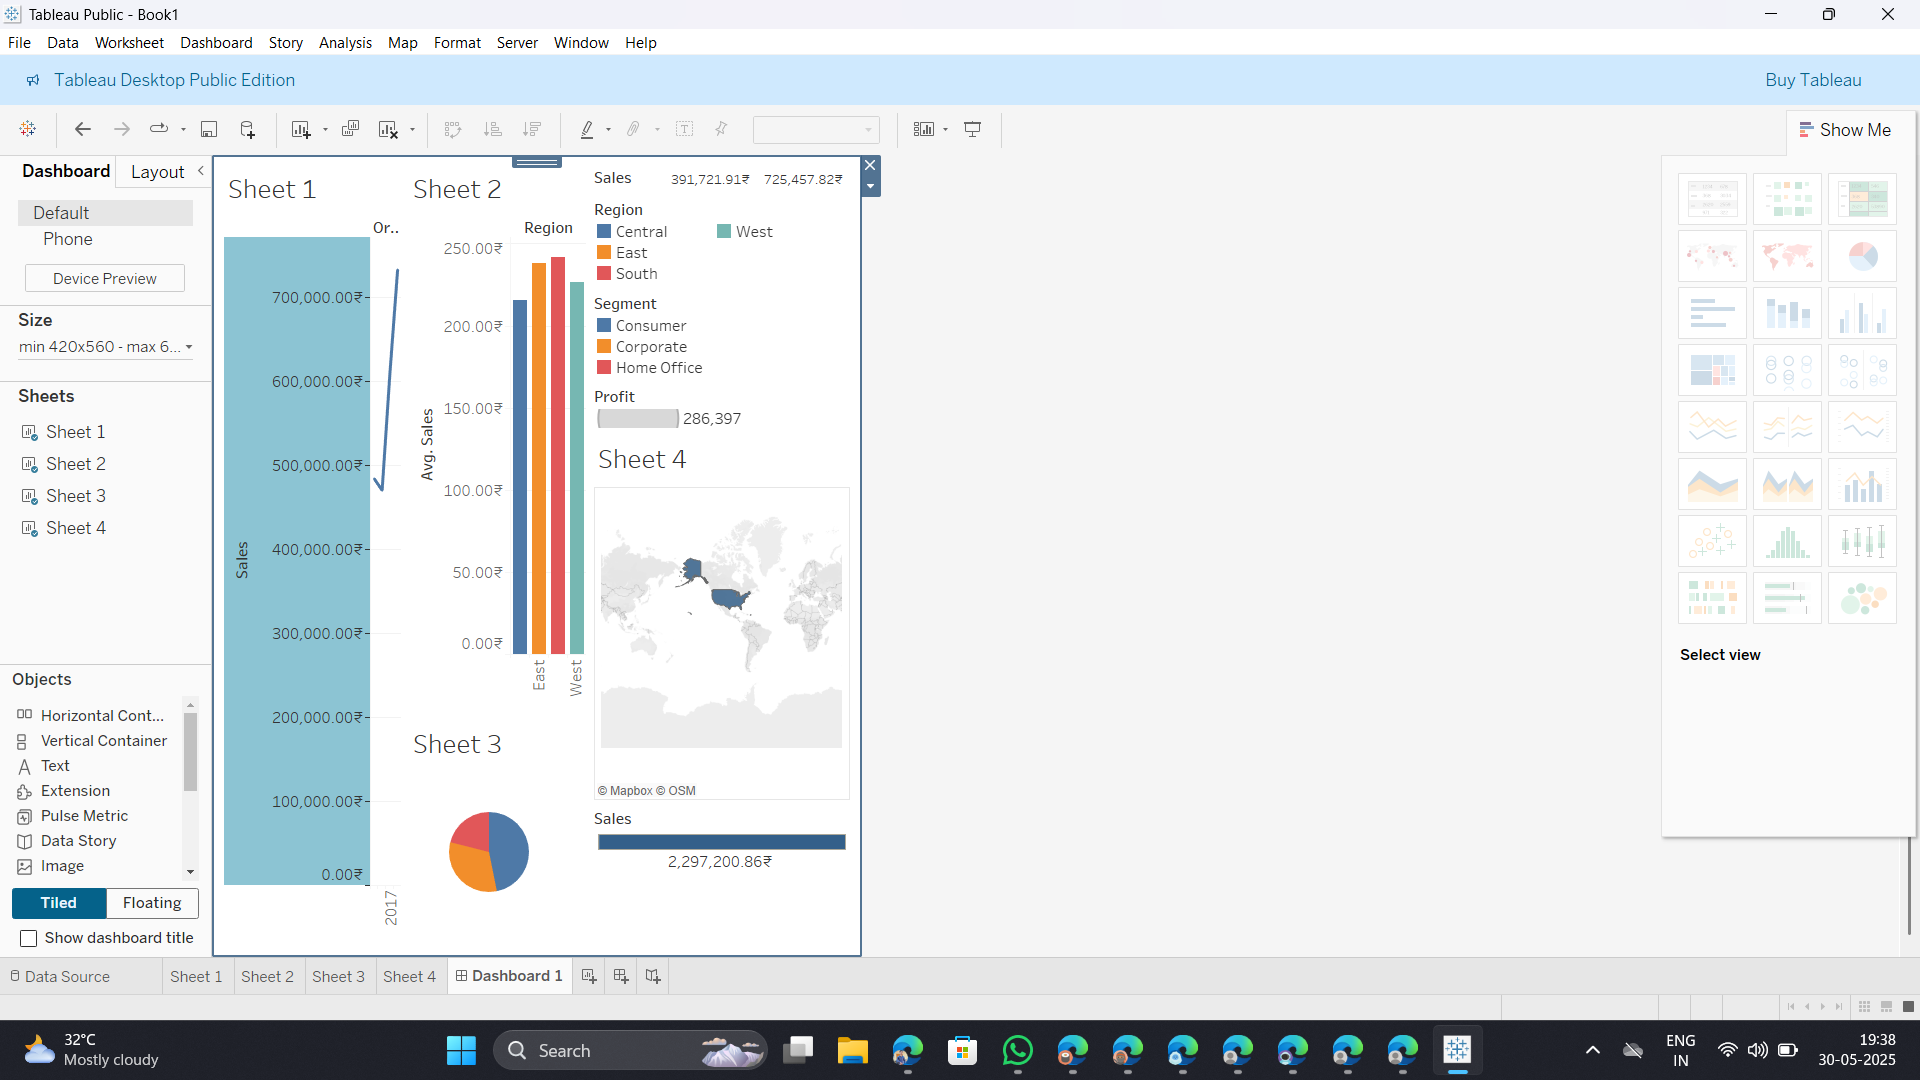 Tableau Public - Book1
File Data Worksheet Dashboard Story Analysis Map Format Server Window Help
Tableau Desktop Public Edition
Buy Tableau
Show Me
Dashboard Layout
Default
Phone
Device Preview
Size
min 420x560 - max 6...
Sheets
Sheet 1
Sheet 2
Sheet 3
Sheet 4
Objects
Horizontal Cont...
Vertical Container
Text
Extension
Pulse Metric
Data Story
Image
Tiled Floating
Show dashboard title
Sheet 1
Or..
700,000.00₹
600,000.00₹
500,000.00₹
400,000.00₹
300,000.00₹
200,000.00₹
100,000.00₹
0.00₹
Sales
2017
Sheet 2
Region
250.00₹
200.00₹
150.00₹
100.00₹
50.00₹
0.00₹
Avg. Sales
East
West
Sheet 3
Sales 391,721.91₹ 725,457.82₹
Region
Central West
East
South
Segment
Consumer
Corporate
Home Office
Profit
286,397
Sheet 4
© Mapbox © OSM
Sales
2,297,200.86₹
Select view
Data Source Sheet 1 Sheet 2 Sheet 3 Sheet 4 Dashboard 1
32°C
Mostly cloudy
Search
ENG
IN
19:38
30-05-2025